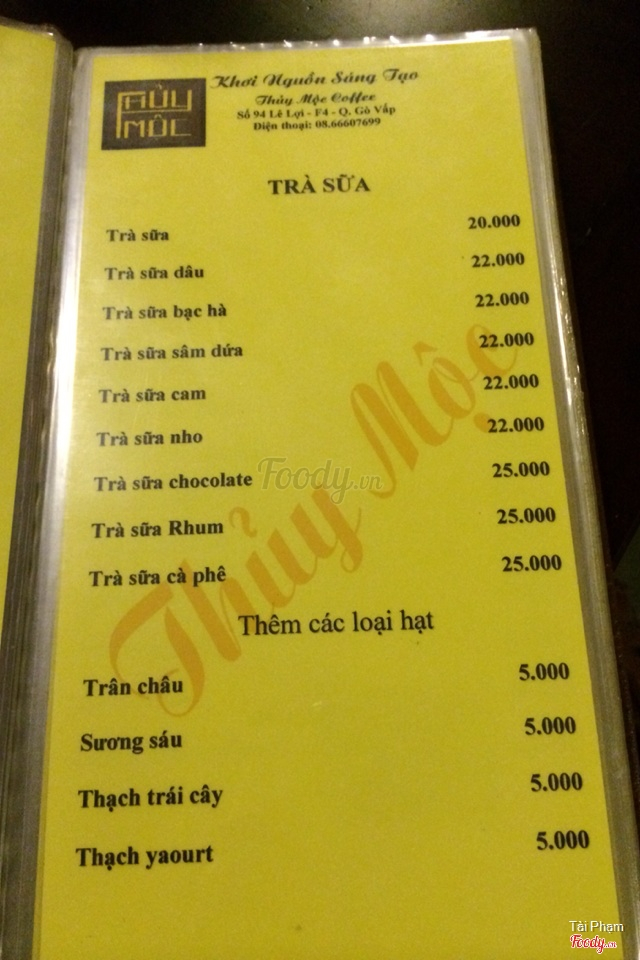 THỦY
MỘC
Khơi Nguồn Sáng Tạo
Thủy Mộc Coffee
Số 94 Lê Lợi - F4 - Q. Gò Vấp
Điện thoại: 08.66607699
TRÀ SỮA
Trà sữa 20.000
Trà sữa dâu 22.000
Trà sữa bạc hà 22.000
Trà sữa sâm dứa 22.000
Trà sữa cam 22.000
Trà sữa nho 22.000
Trà sữa chocolate 25.000
Trà sữa Rhum 25.000
Trà sữa cà phê 25.000
Thêm các loại hạt
Trân châu 5.000
Sương sáu 5.000
Thạch trái cây 5.000
Thạch yaourt 5.000
Thủy Mộc
Foody.vn
Tài Phạm
Foody.vn